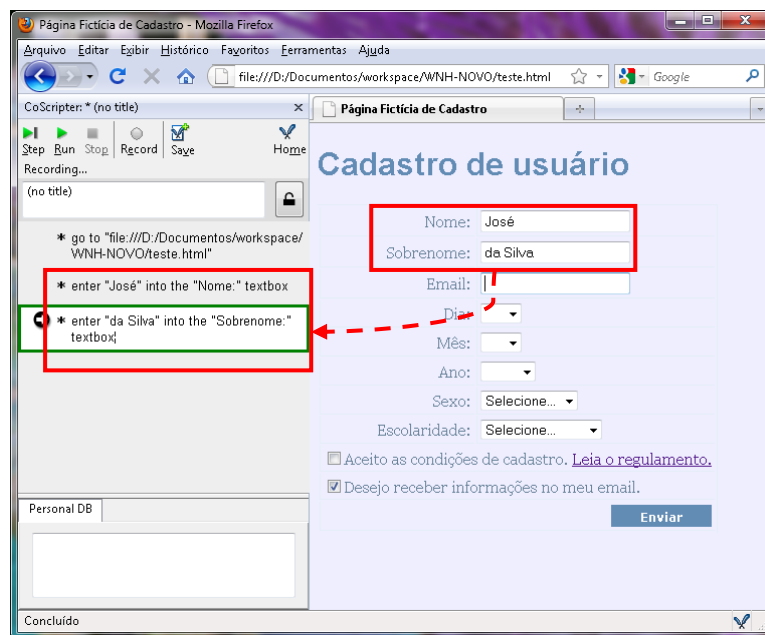 Página Fictícia de Cadastro - Mozilla Firefox
Arquivo Editar Exibir Histórico Favoritos Ferramentas Ajuda
file:///D:/Documentos/workspace/WNH-NOVO/teste.html
Google
CoScripter: * (no title) x
Página Fictícia de Cadastro
Step Run Stop Record Save Home
Recording...
(no title)
* go to "file:///D:/Documentos/workspace/
WNH-NOVO/teste.html"
* enter "José" into the "Nome:" textbox
* enter "da Silva" into the "Sobrenome:"
textbox
Personal DB
Cadastro de usuário
Nome: José
Sobrenome: da Silva
Email:
Dia:
Mês:
Ano:
Sexo: Selecione...
Escolaridade: Selecione...
Aceito as condições de cadastro. Leia o regulamento.
Desejo receber informações no meu email.
Enviar
Concluído